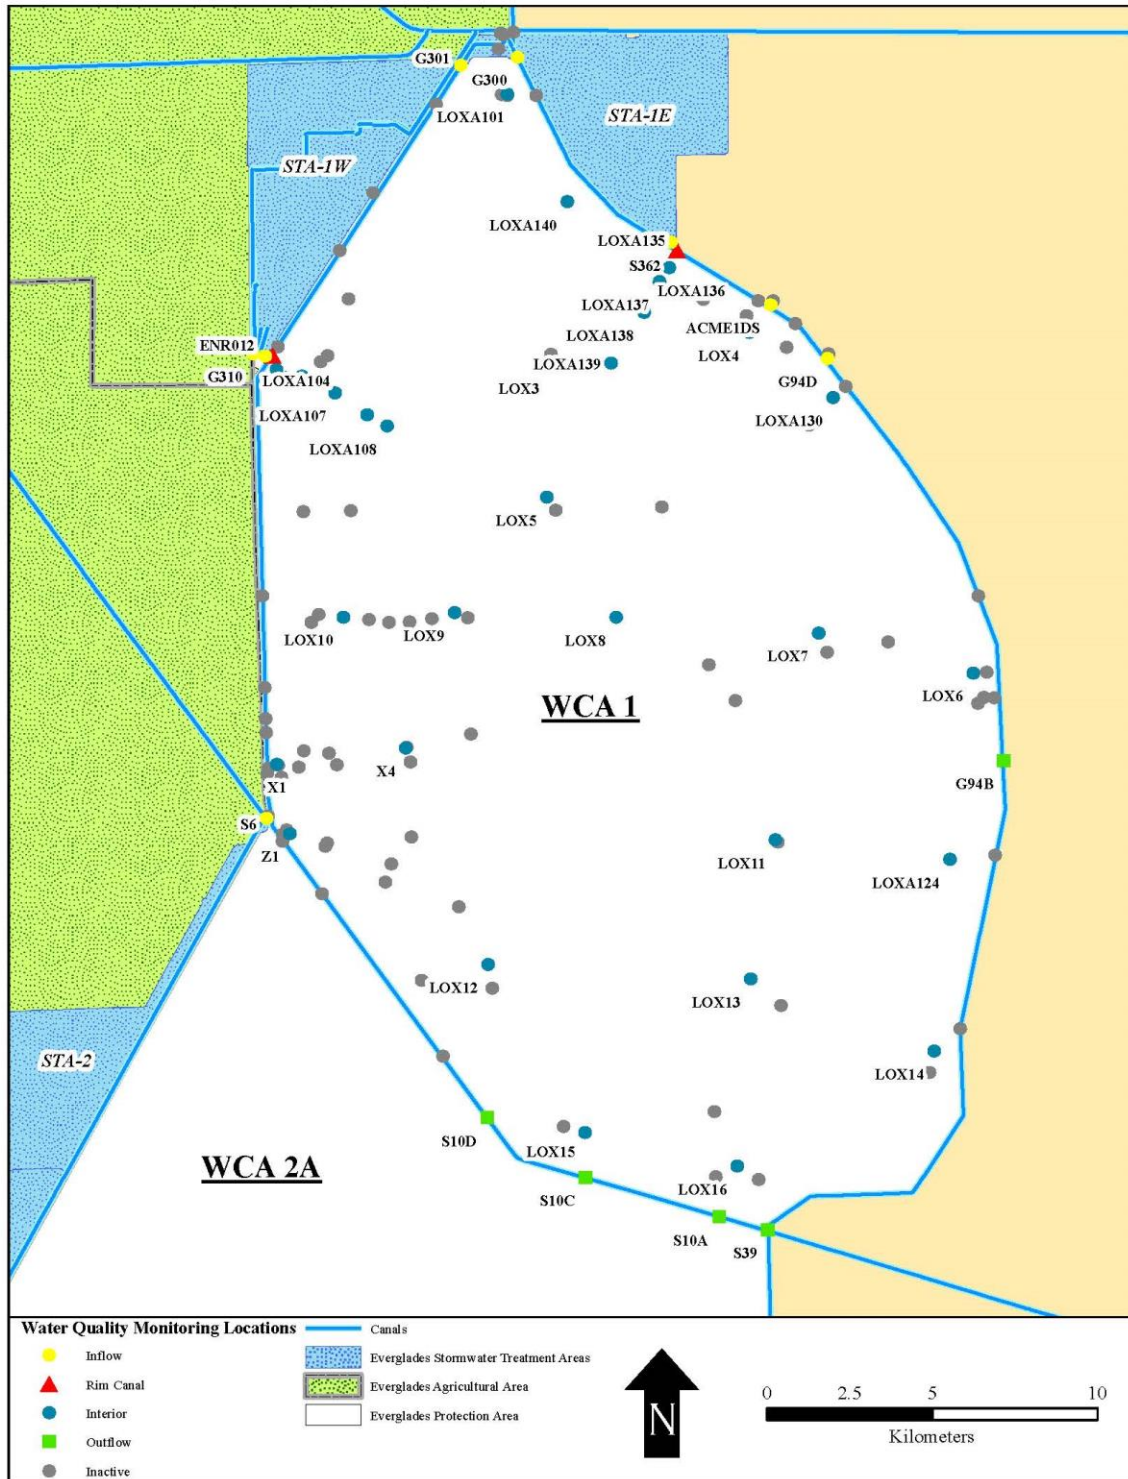 G301
G300
LOXA101
STA-1E
STA-1W
LOXA140
LOXA135
S362
LOXA136
LOXA137
ACME1DS
LOXA138
ENR012
LOXA139
LOX4
G310
LOXA104
LOX3
G94D
LOXA107
LOXA130
LOXA108
LOX5
LOX10
LOX9
LOX8
LOX7
LOX6
WCA 1
X4
X1
G94B
S6
Z1
LOX11
LOXA124
LOX12
LOX13
STA-2
LOX14
S10D
LOX15
WCA 2A
LOX16
S10C
S10A
S39
Water Quality Monitoring Locations
Inflow
Rim Canal
Interior
Outflow
Inactive
Canals
Everglades Stormwater Treatment Areas
Everglades Agricultural Area
Everglades Protection Area
N
0 2.5 5 10
Kilometers